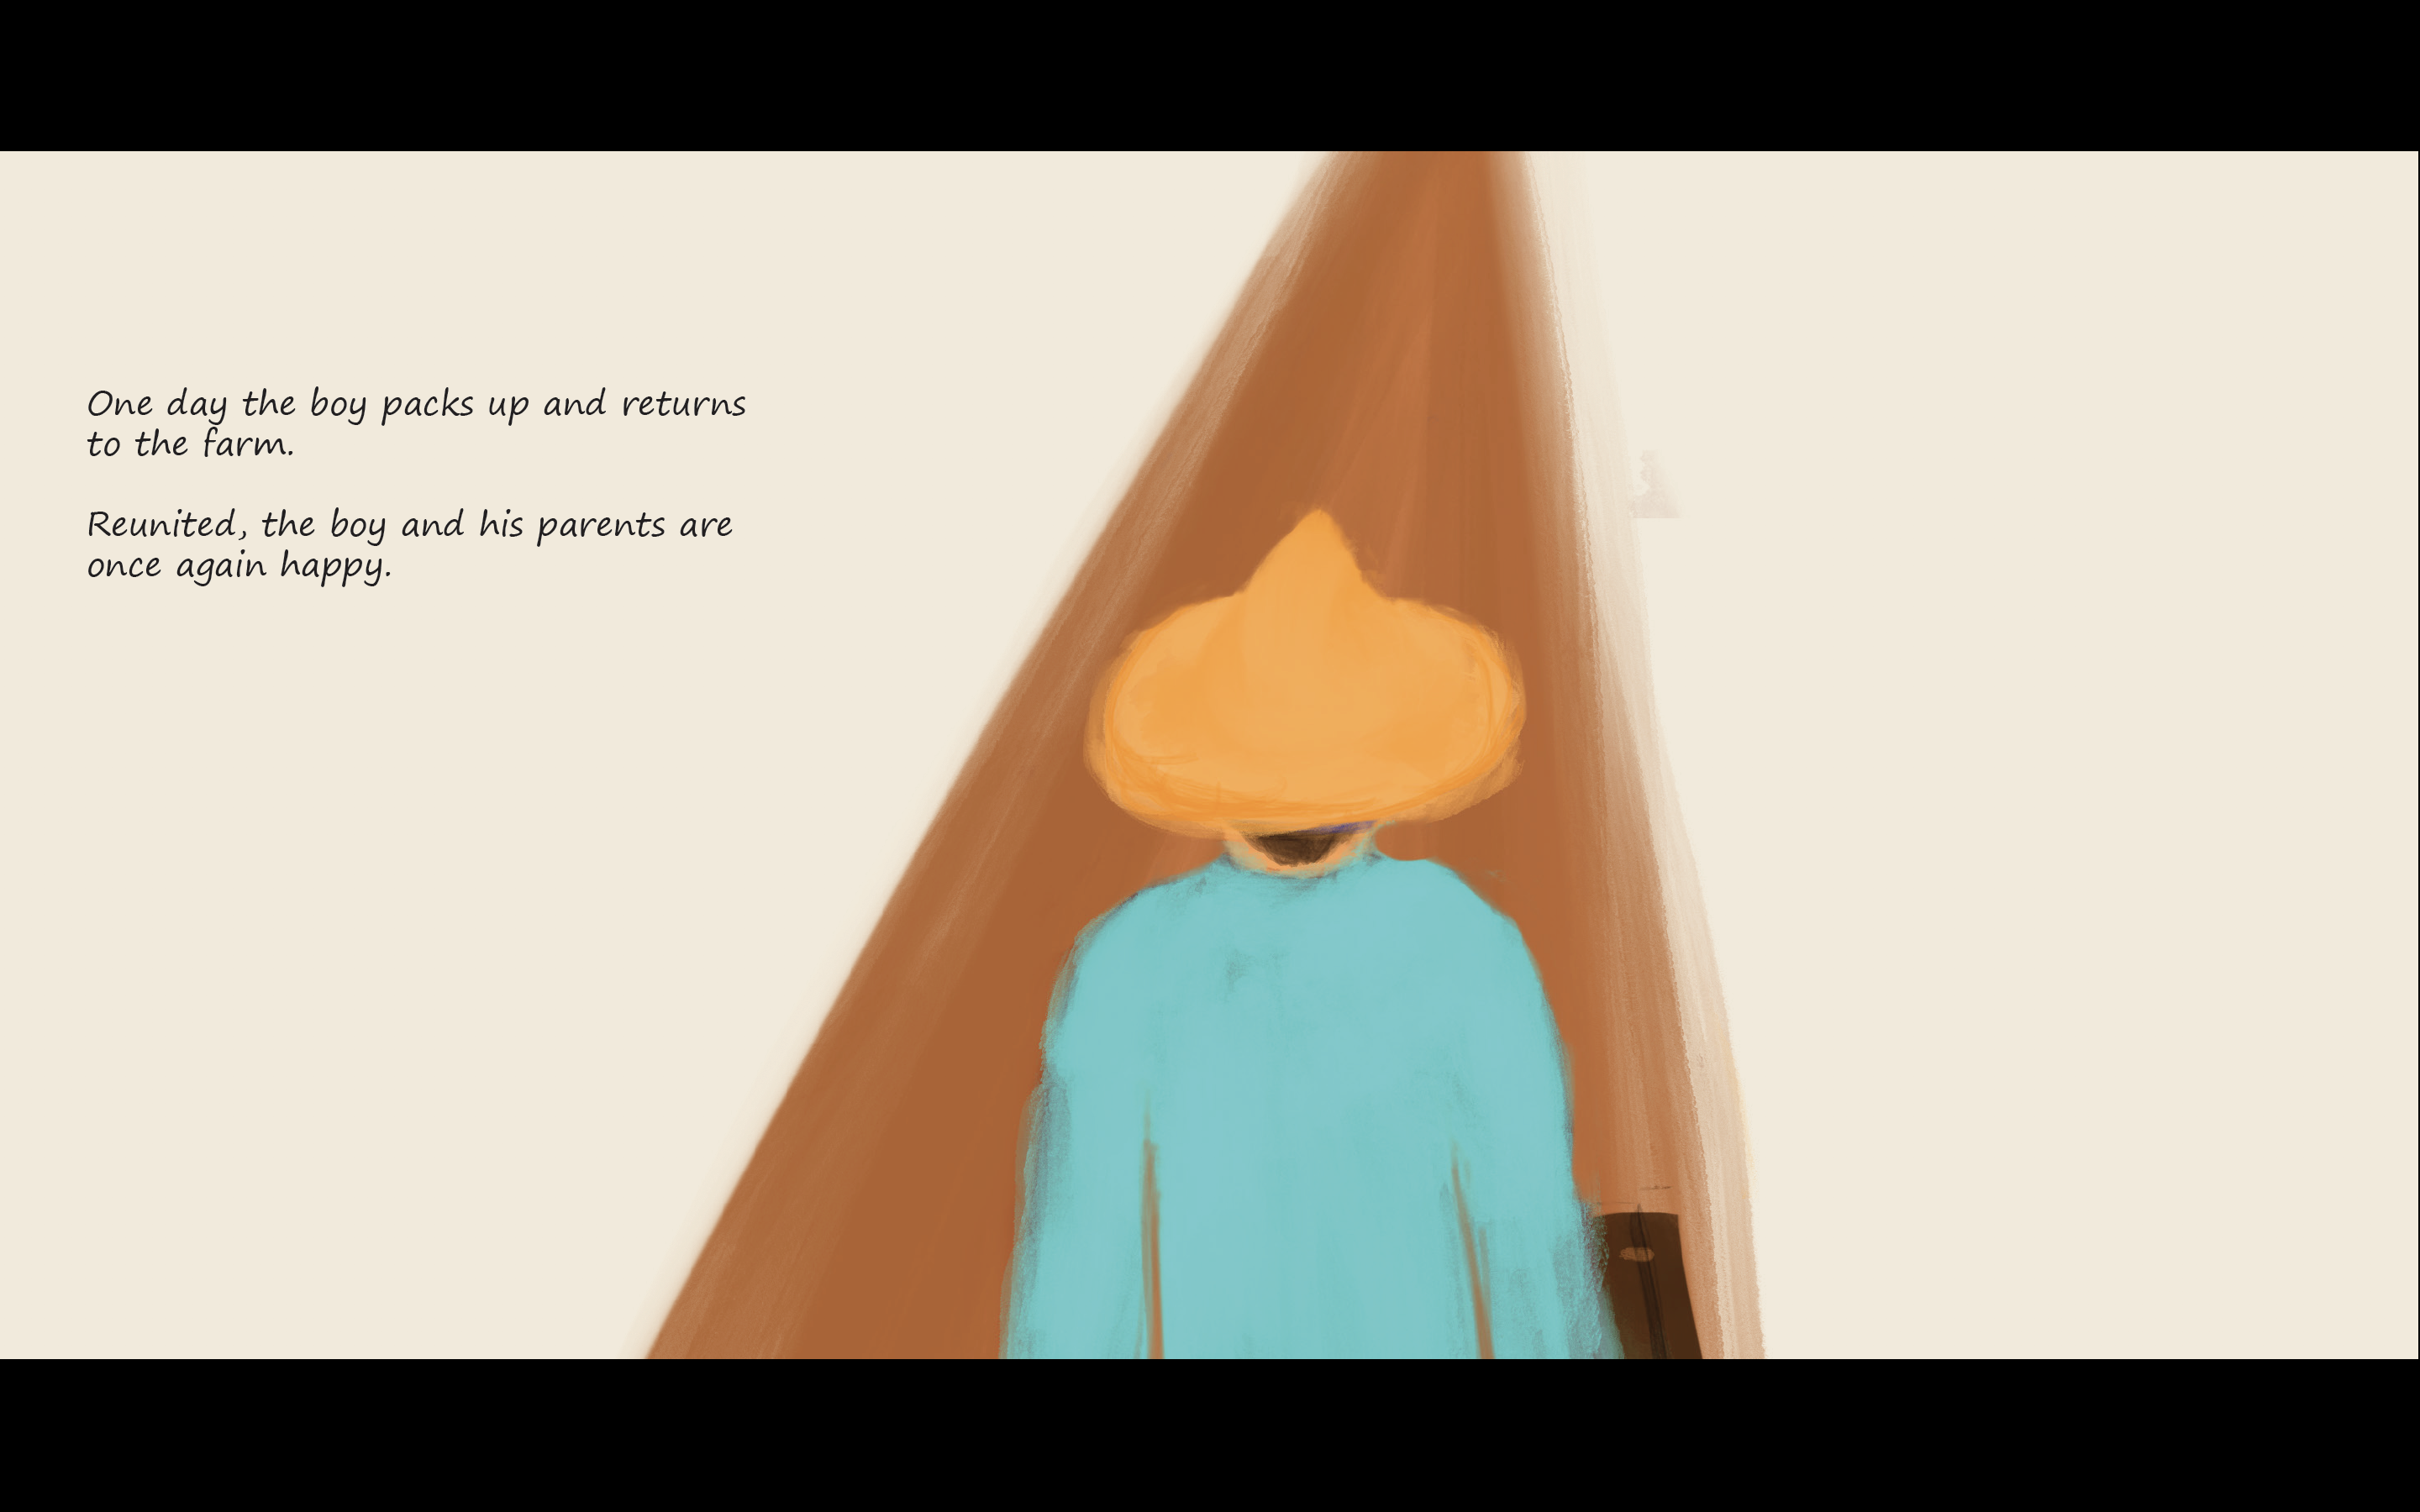 One day the boy packs up and returns
to the farm.
Reunited, the boy and his parents are
once again happy.